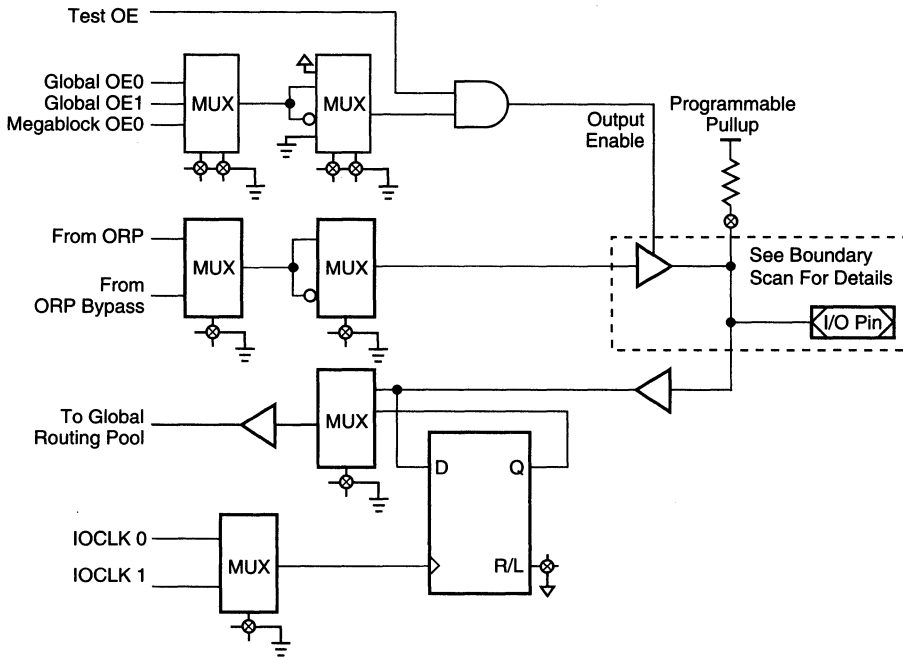 Test OE
Global OE0
Global OE1
Megablock OE0
MUX
MUX
Output
Enable
Programmable
Pullup
From ORP
From
ORP Bypass
MUX
MUX
See Boundary
Scan For Details
I/O Pin
To Global
Routing Pool
MUX
D
Q
R/L
IOCLK 0
IOCLK 1
MUX